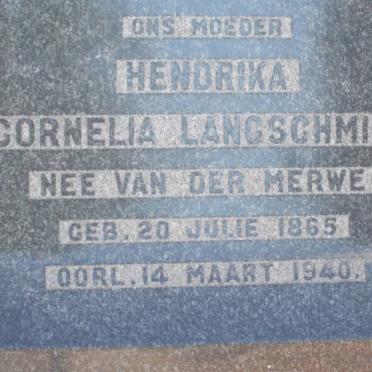 ONS MOEDER
HENDRIKA
CORNELIA LANGSCHMI
NEE VAN DER MERWE
GEB. 20 JULIE 1865
OORL. 14 MAART 1940.